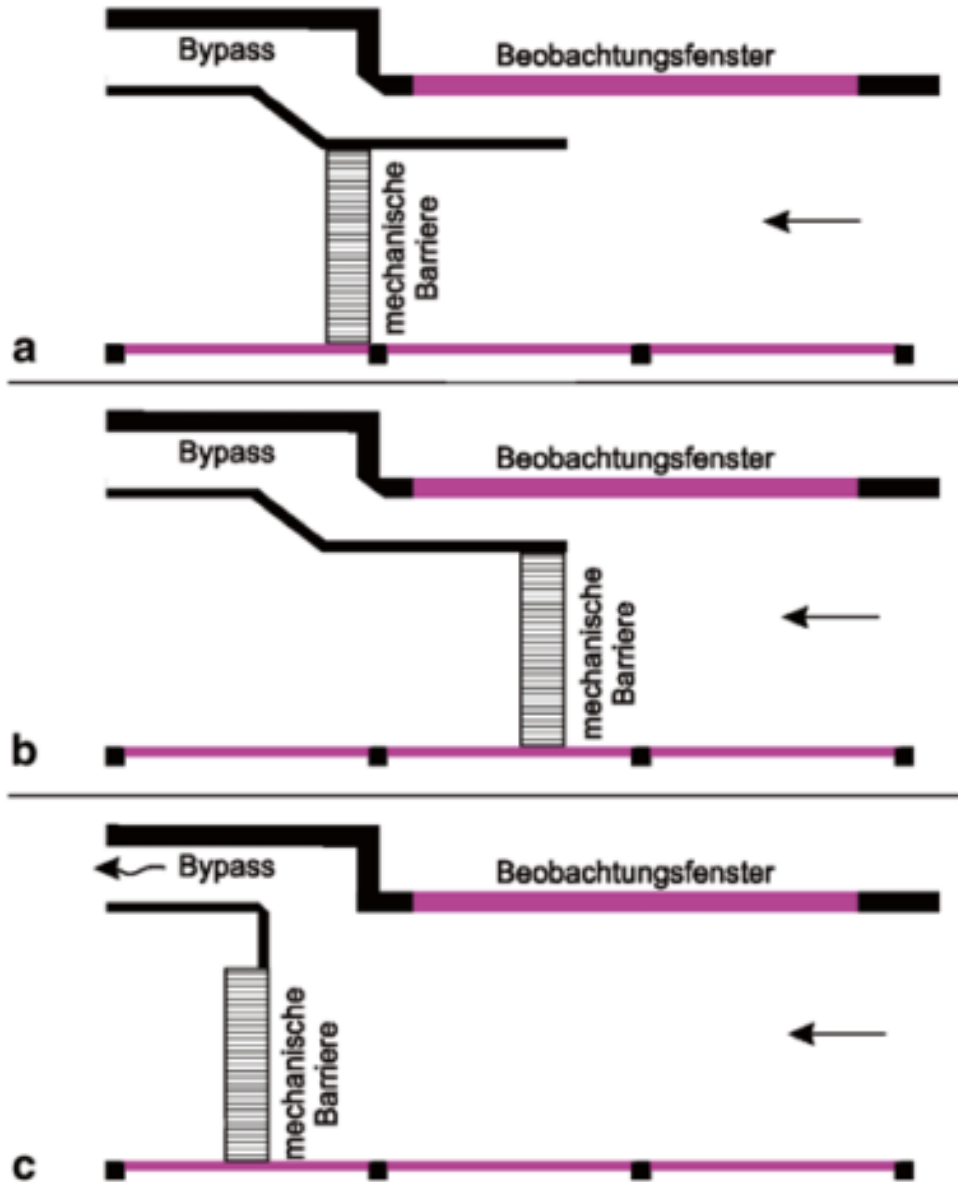 Bypass
Beobachtungsfenster
mechanische
Barriere
a
Bypass
Beobachtungsfenster
mechanische
Barriere
b
Bypass
Beobachtungsfenster
mechanische
Barriere
c